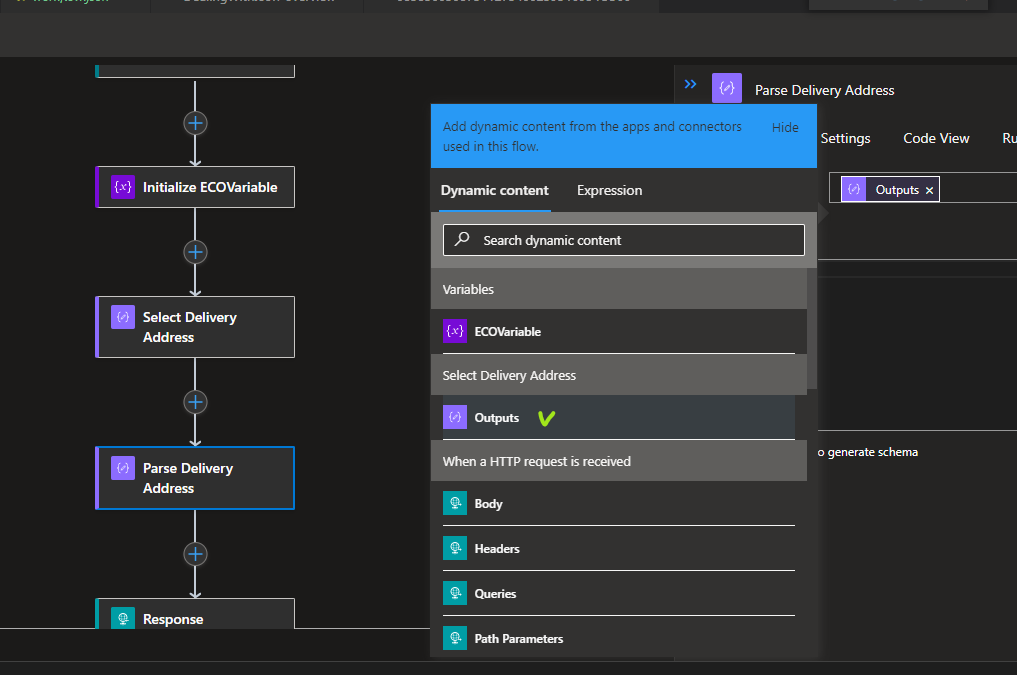 Initialize ECOVariable
Select Delivery
Address
Parse Delivery
Address
Response
Add dynamic content from the apps and connectors
used in this flow.
Hide
Dynamic content
Expression
Search dynamic content
Variables
ECOVariable
Select Delivery Address
Outputs
When a HTTP request is received
Body
Headers
Queries
Path Parameters
Parse Delivery Address
Settings
Code View
Ru
Outputs
o generate schema